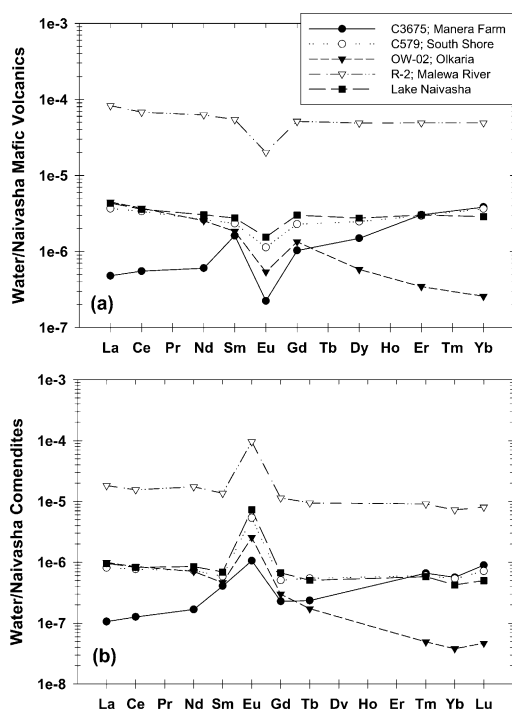 1e-3
C3675; Manera Farm
C579; South Shore
OW-02; Olkaria
R-2; Malewa River
Lake Naivasha
1e-4
1e-5
1e-6
1e-7
Water/Naivasha Mafic Volcanics
(a)
La Ce Pr Nd Sm Eu Gd Tb Dy Ho Er Tm Yb
1e-3
1e-4
1e-5
1e-6
1e-7
1e-8
Water/Naivasha Comendites
(b)
La Ce Pr Nd Sm Eu Gd Tb Dy Ho Er Tm Yb Lu